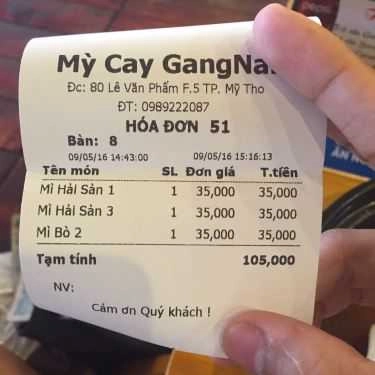 Mỳ Cay GangNa
Đc: 80 Lê Văn Phẩm F.5 TP. Mỹ Tho
ĐT: 0989222087
HÓA ĐƠN 51
Bàn: 8
09/05/16 14:43:00 09/05/16 15:16:13
Tên món SL Đơn giá T.tiền
Mì Hải Sản 1 1 35,000 35,000
Mì Hải Sản 3 1 35,000 35,000
Mì Bò 2 1 35,000 35,000
Tạm tính 105,000
NV:
Cảm ơn Quý khách !